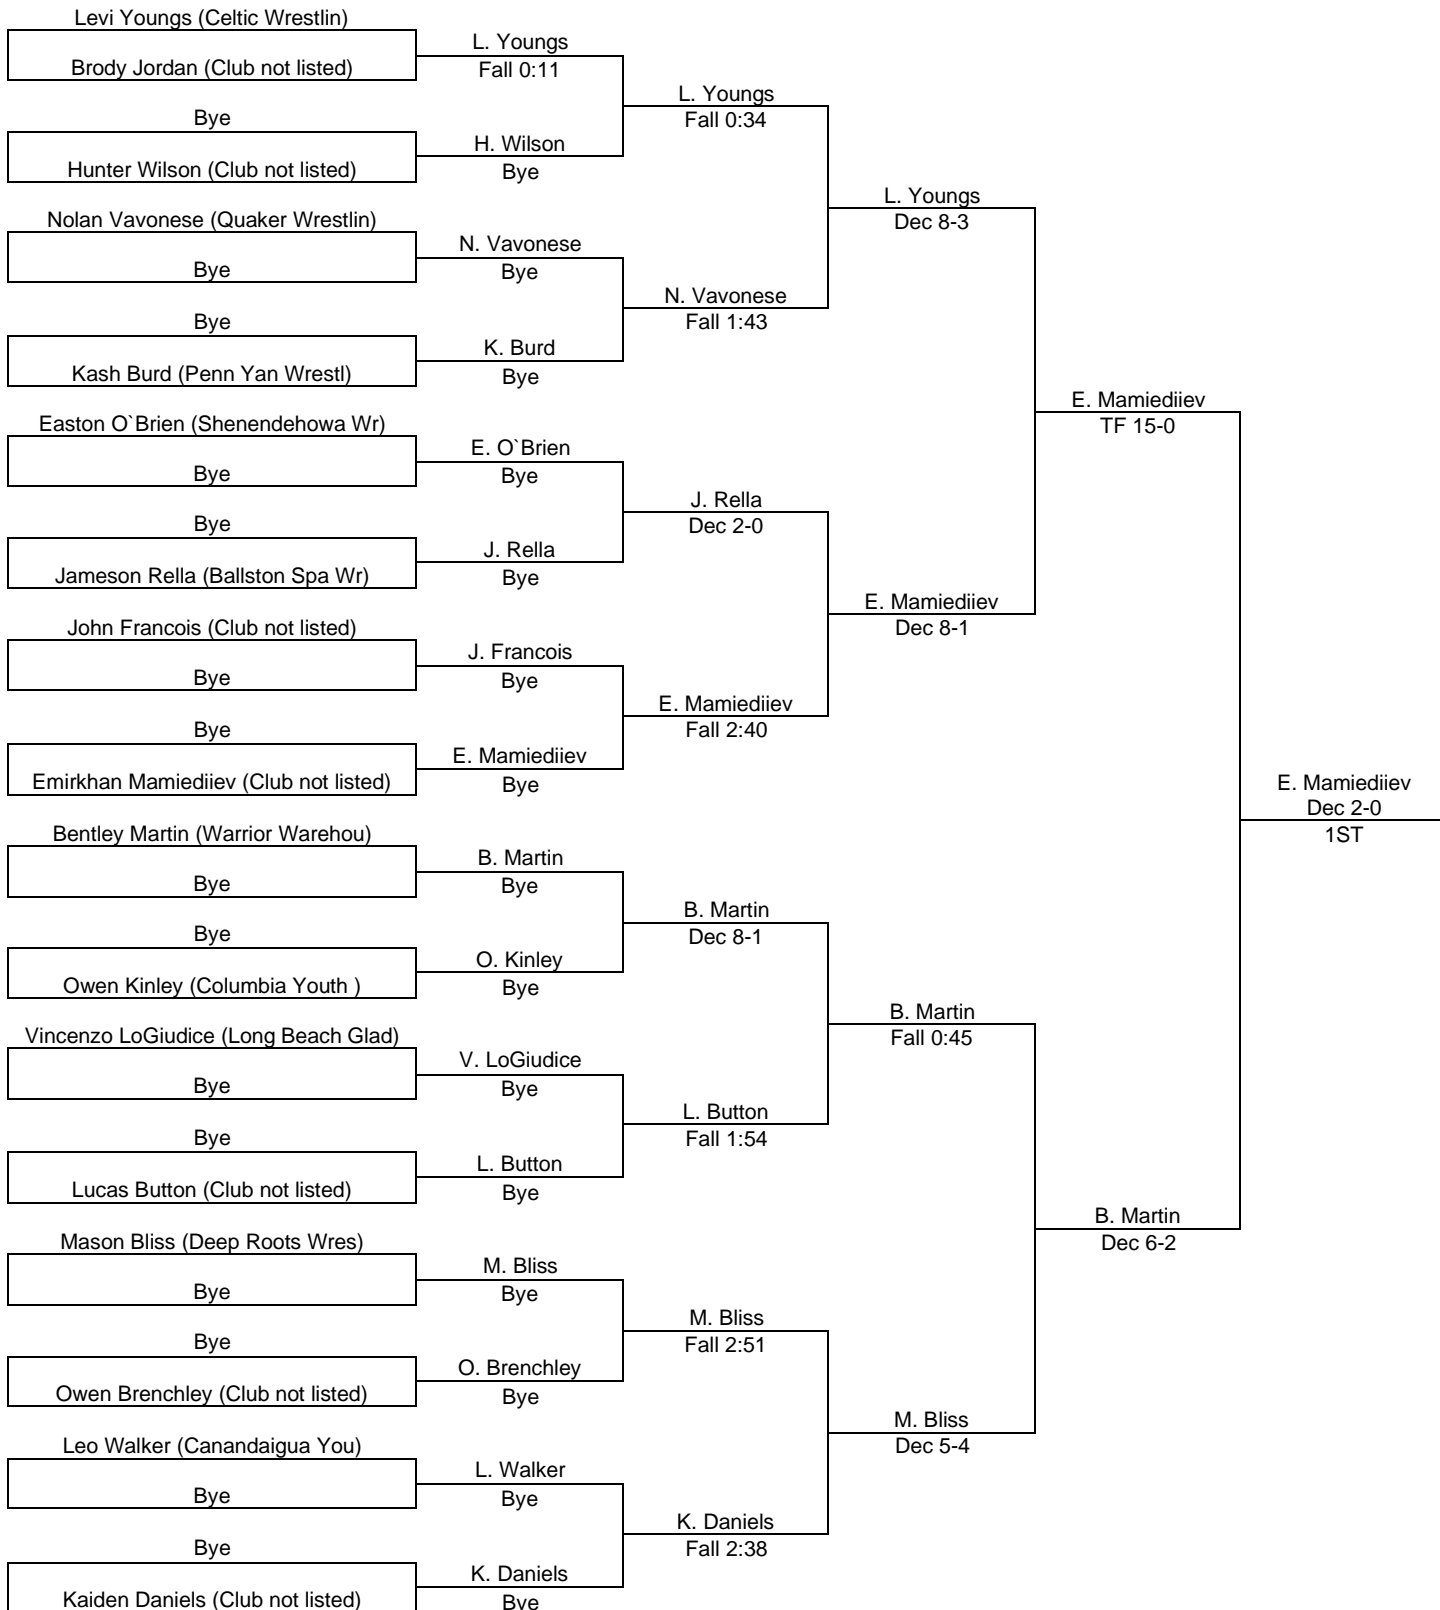 Levi Youngs (Celtic Wrestlin)
Brody Jordan (Club not listed)
Bye
Hunter Wilson (Club not listed)
Nolan Vavonese (Quaker Wrestlin)
Bye
Bye
Kash Burd (Penn Yan Wrestl)
Easton O`Brien (Shenendehowa Wr)
Bye
Bye
Jameson Rella (Ballston Spa Wr)
John Francois (Club not listed)
Bye
Bye
Emirkhan Mamiediiev (Club not listed)
Bentley Martin (Warrior Warehou)
Bye
Bye
Owen Kinley (Columbia Youth )
Vincenzo LoGiudice (Long Beach Glad)
Bye
Bye
Lucas Button (Club not listed)
Mason Bliss (Deep Roots Wres)
Bye
Bye
Owen Brenchley (Club not listed)
Leo Walker (Canandaigua You)
Bye
Bye
Kaiden Daniels (Club not listed)
L. Youngs
Fall 0:11
H. Wilson
Bye
N. Vavonese
Bye
K. Burd
Bye
E. O`Brien
Bye
J. Rella
Bye
J. Francois
Bye
E. Mamiediiev
Bye
B. Martin
Bye
O. Kinley
Bye
V. LoGiudice
Bye
L. Button
Bye
M. Bliss
Bye
O. Brenchley
Bye
L. Walker
Bye
K. Daniels
Bye
L. Youngs
Fall 0:34
N. Vavonese
Fall 1:43
J. Rella
Dec 2-0
E. Mamiediiev
Fall 2:40
B. Martin
Dec 8-1
L. Button
Fall 1:54
M. Bliss
Fall 2:51
K. Daniels
Fall 2:38
L. Youngs
Dec 8-3
E. Mamiediiev
Dec 8-1
B. Martin
Fall 0:45
M. Bliss
Dec 5-4
E. Mamiediiev
TF 15-0
B. Martin
Dec 6-2
E. Mamiediiev
Dec 2-0
1ST